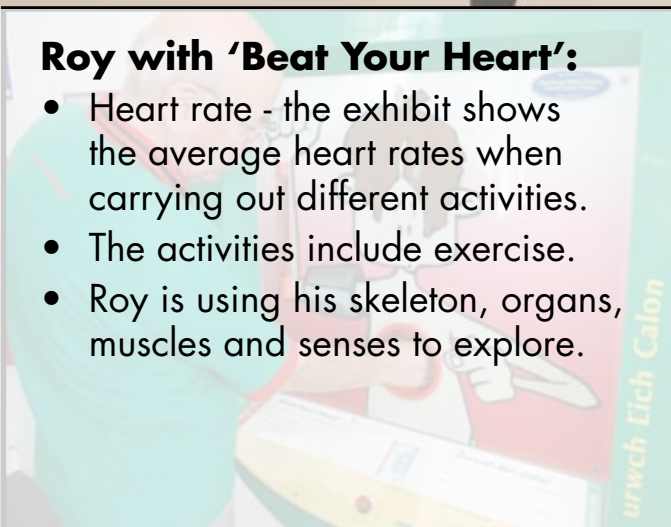 Roy with ‘Beat Your Heart’:
• Heart rate - the exhibit shows
the average heart rates when
carrying out different activities.
• The activities include exercise.
• Roy is using his skeleton, organs,
muscles and senses to explore.
urwch Eich Calon